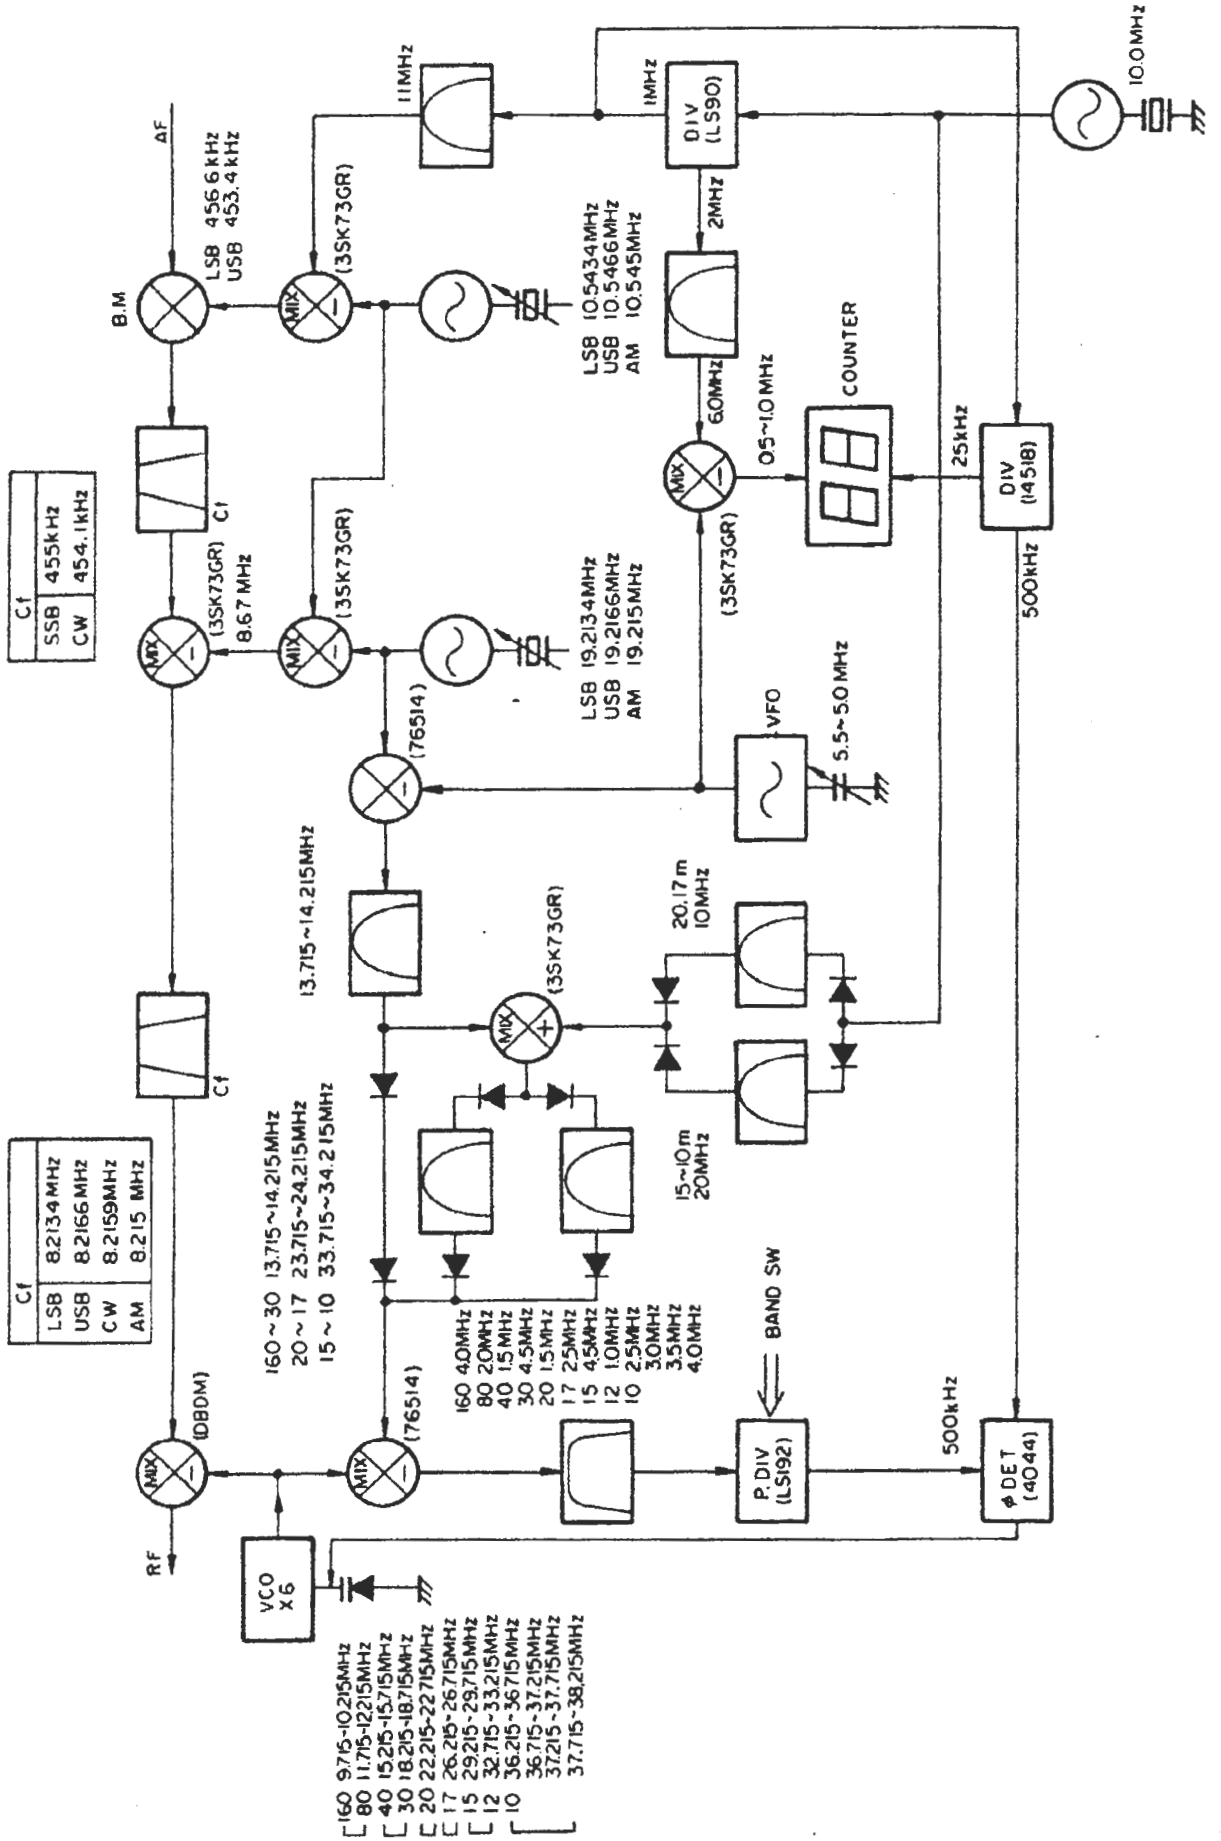 Cf
SSB 455kHz
CW 454.1kHz
Cf
LSB 8.2134MHz
USB 8.2166MHz
CW 8.2159MHz
AM 8.215 MHz
AF
B.M
LSB 456.6kHz
USB 453.4kHz
MIX
(3SK73GR)
11MHz
Cf
MIX
(3SK73GR)
8.67MHz
MIX
(3SK73GR)
LSB 10.5434MHz
USB 10.5466MHz
AM 10.545MHz
LSB 19.2134MHz
USB 19.2166MHz
AM 19.215MHz
1MHz
DIV
(LS90)
2MHz
6.0MHz
MIX
(3SK73GR)
0.5~1.0MHz
COUNTER
25kHz
DIV
(14518)
500kHz
10.0MHz
(76514)
VFO
5.5~5.0MHz
13.715~14.215MHz
MIX
(3SK73GR)
20.17m
10MHz
15~10m
20MHz
Cf
160~30 13.715~14.215MHz
20~17 23.715~24.215MHz
15~10 33.715~34.215MHz
(DBDM)
MIX
RF
MIX
(76514)
160 4.0MHz
80 2.0MHz
40 1.5MHz
30 4.5MHz
20 1.5MHz
17 2.5MHz
15 4.5MHz
12 1.0MHz
10 2.5MHz
3.0MHz
3.5MHz
4.0MHz
BAND SW
P.DIV
(LS192)
500kHz
φ DET
(4044)
VCO
X6
160 9.715-10.215MHz
80 11.715-12.215MHz
40 15.215-15.715MHz
30 18.215-18.715MHz
20 22.215~22.715MHz
17 26.215~26.715MHz
15 29.215~29.715MHz
12 32.715~33.215MHz
10 36.215~36.715MHz
36.715~37.215MHz
37.215~37.715MHz
37.715~38.215MHz